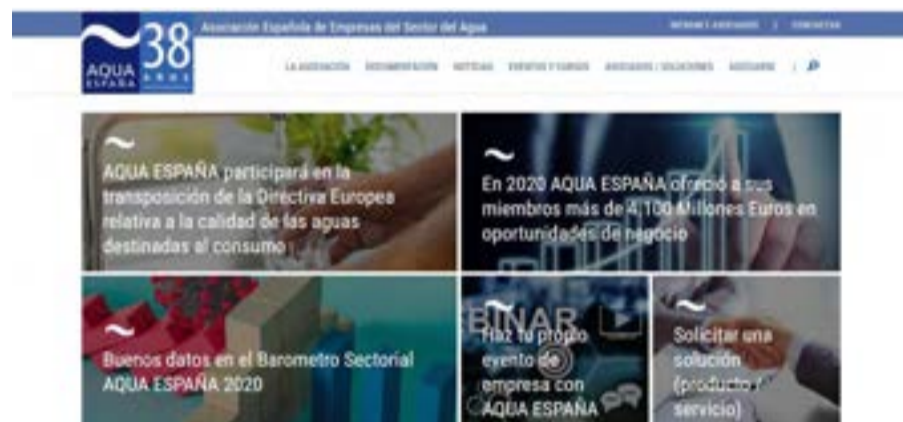 Asociación Española de Empresas del Sector del Agua
INTRANET ASOCIADOS | CONTACTAR
AQUA
ESPAÑA
38
AÑOS
LA ASOCIACIÓN DOCUMENTACIÓN NOTICIAS EVENTOS Y CURSOS ASOCIADOS / SOLUCIONES ASOCIARSE |
AQUA ESPAÑA participará en la
transposición de la Directiva Europea
relativa a la calidad de las aguas
destinadas al consumo
En 2020 AQUA ESPAÑA ofreció a sus
miembros más de 4,100 Millones Euros en
oportunidades de negocio
Buenos datos en el Barometro Sectorial
AQUA ESPAÑA 2020
EBINAR
Haz tu propio
evento de
empresa con
AQUA ESPAÑA
Solicitar una
solución
(producto /
servicio)